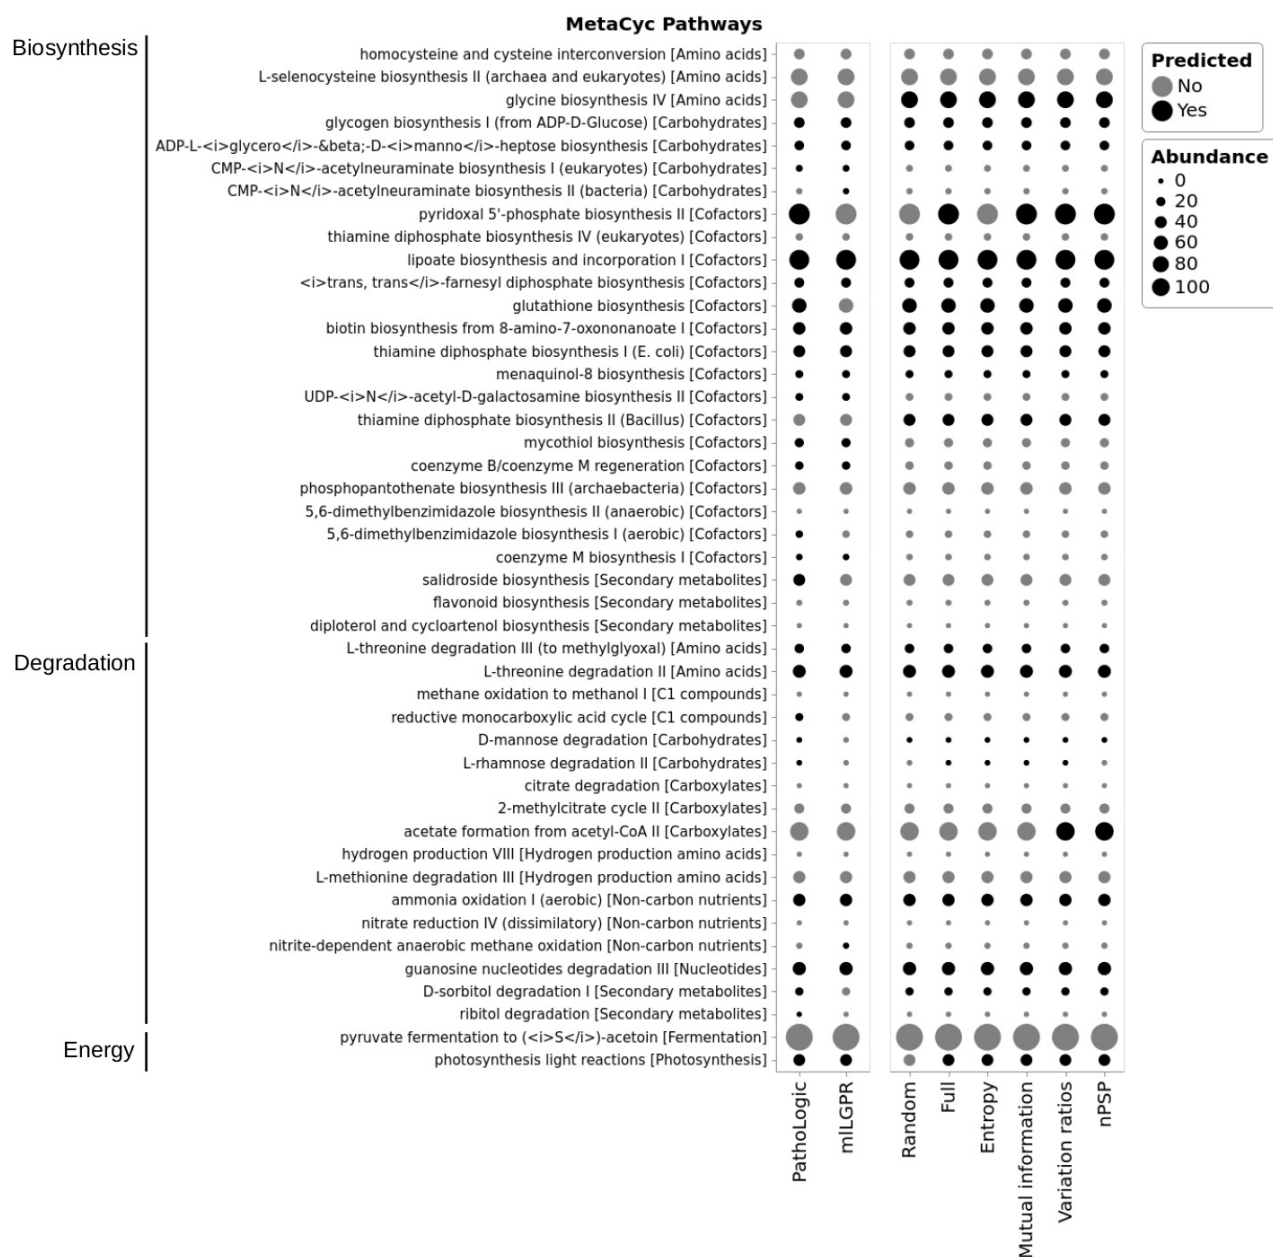 MetaCyc Pathways
Biosynthesis
homocysteine and cysteine interconversion [Amino acids]
L-selenocysteine biosynthesis II (archaea and eukaryotes) [Amino acids]
glycine biosynthesis IV [Amino acids]
glycogen biosynthesis I (from ADP-D-Glucose) [Carbohydrates]
ADP-L-<i>glycero</i>-&beta;-D-<i>manno</i>-heptose biosynthesis [Carbohydrates]
CMP-<i>N</i>-acetylneuraminate biosynthesis I (eukaryotes) [Carbohydrates]
CMP-<i>N</i>-acetylneuraminate biosynthesis II (bacteria) [Carbohydrates]
pyridoxal 5'-phosphate biosynthesis II [Cofactors]
thiamine diphosphate biosynthesis IV (eukaryotes) [Cofactors]
lipoate biosynthesis and incorporation I [Cofactors]
<i>trans, trans</i>-farnesyl diphosphate biosynthesis [Cofactors]
glutathione biosynthesis [Cofactors]
biotin biosynthesis from 8-amino-7-oxononanoate I [Cofactors]
thiamine diphosphate biosynthesis I (E. coli) [Cofactors]
menaquinol-8 biosynthesis [Cofactors]
UDP-<i>N</i>-acetyl-D-galactosamine biosynthesis II [Cofactors]
thiamine diphosphate biosynthesis II (Bacillus) [Cofactors]
mycothiol biosynthesis [Cofactors]
coenzyme B/coenzyme M regeneration [Cofactors]
phosphopantothenate biosynthesis III (archaebacteria) [Cofactors]
5,6-dimethylbenzimidazole biosynthesis II (anaerobic) [Cofactors]
5,6-dimethylbenzimidazole biosynthesis I (aerobic) [Cofactors]
coenzyme M biosynthesis I [Cofactors]
salidroside biosynthesis [Secondary metabolites]
flavonoid biosynthesis [Secondary metabolites]
diploterol and cycloartenol biosynthesis [Secondary metabolites]
Degradation
L-threonine degradation III (to methylglyoxal) [Amino acids]
L-threonine degradation II [Amino acids]
methane oxidation to methanol I [C1 compounds]
reductive monocarboxylic acid cycle [C1 compounds]
D-mannose degradation [Carbohydrates]
L-rhamnose degradation II [Carbohydrates]
citrate degradation [Carboxylates]
2-methylcitrate cycle II [Carboxylates]
acetate formation from acetyl-CoA II [Carboxylates]
hydrogen production VIII [Hydrogen production amino acids]
L-methionine degradation III [Hydrogen production amino acids]
ammonia oxidation I (aerobic) [Non-carbon nutrients]
nitrate reduction IV (dissimilatory) [Non-carbon nutrients]
nitrite-dependent anaerobic methane oxidation [Non-carbon nutrients]
guanosine nucleotides degradation III [Nucleotides]
D-sorbitol degradation I [Secondary metabolites]
ribitol degradation [Secondary metabolites]
Energy
pyruvate fermentation to (<i>S</i>)-acetoin [Fermentation]
photosynthesis light reactions [Photosynthesis]
PathoLogic
mlLGPR
Random
Full
Entropy
Mutual information
Variation ratios
nPSP
Predicted
No
Yes
Abundance
0
20
40
60
80
100